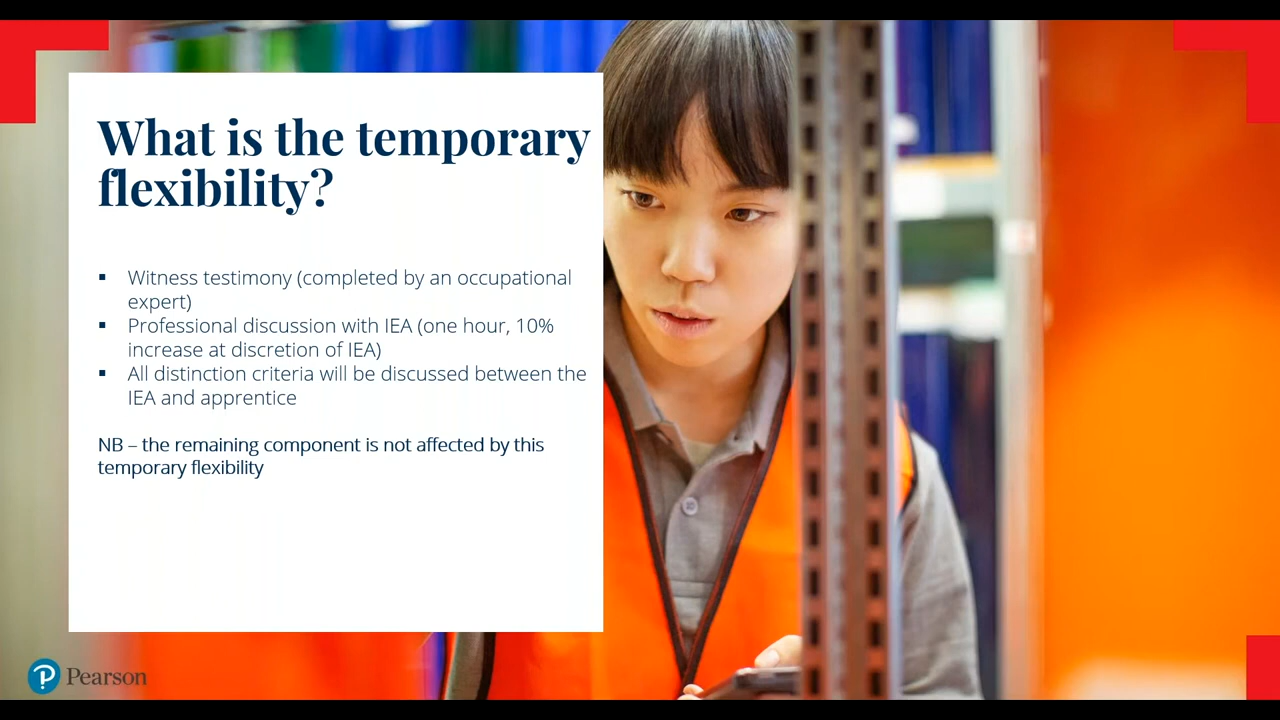 What is the temporary
flexibility?
▪ Witness testimony (completed by an occupational
expert)
▪ Professional discussion with IEA (one hour, 10%
increase at discretion of IEA)
▪ All distinction criteria will be discussed between the
IEA and apprentice
NB – the remaining component is not affected by this
temporary flexibility
Pearson